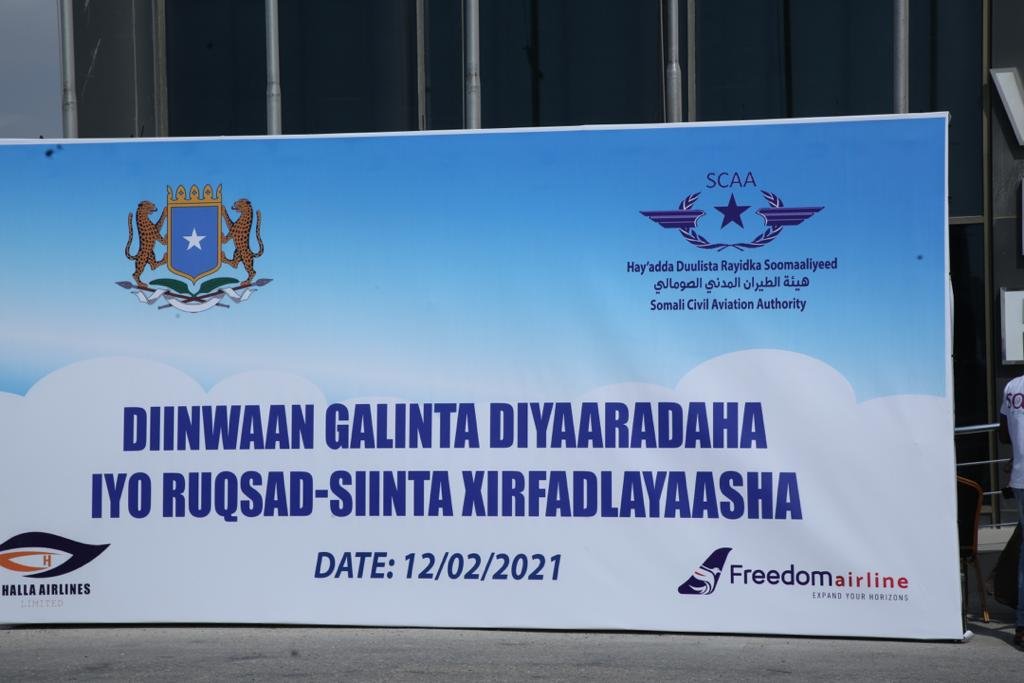 SCAA
Hay'adda Duulista Rayidka Soomaaliyeed
هيئة الطيران المدني الصومالي
Somali Civil Aviation Authority
DIINWAAN GALINTA DIYAARADAHA
IYO RUQSAD-SIINTA XIRFADLAYAASHA
DATE: 12/02/2021
H
HALLA AIRLINES
LIMITED
Freedomairline
EXPAND YOUR HORIZONS